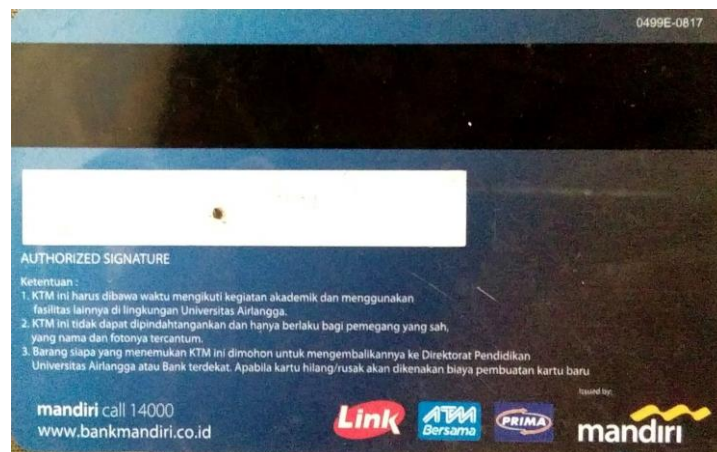 0499E-0817
AUTHORIZED SIGNATURE
Ketentuan :
1. KTM ini harus dibawa waktu mengikuti kegiatan akademik dan menggunakan
fasilitas lainnya di lingkungan Universitas Airlangga.
2. KTM ini tidak dapat dipindahtangankan dan hanya berlaku bagi pemegang yang sah,
yang nama dan fotonya tercantum.
3. Barang siapa yang menemukan KTM ini dimohon untuk mengembalikannya ke Direktorat Pendidikan
Universitas Airlangga atau Bank terdekat. Apabila kartu hilang/rusak akan dikenakan biaya pembuatan kartu baru
Issued by:
mandiri call 14000
www.bankmandiri.co.id
Link
ATM
Bersama
PRIMA
mandiri